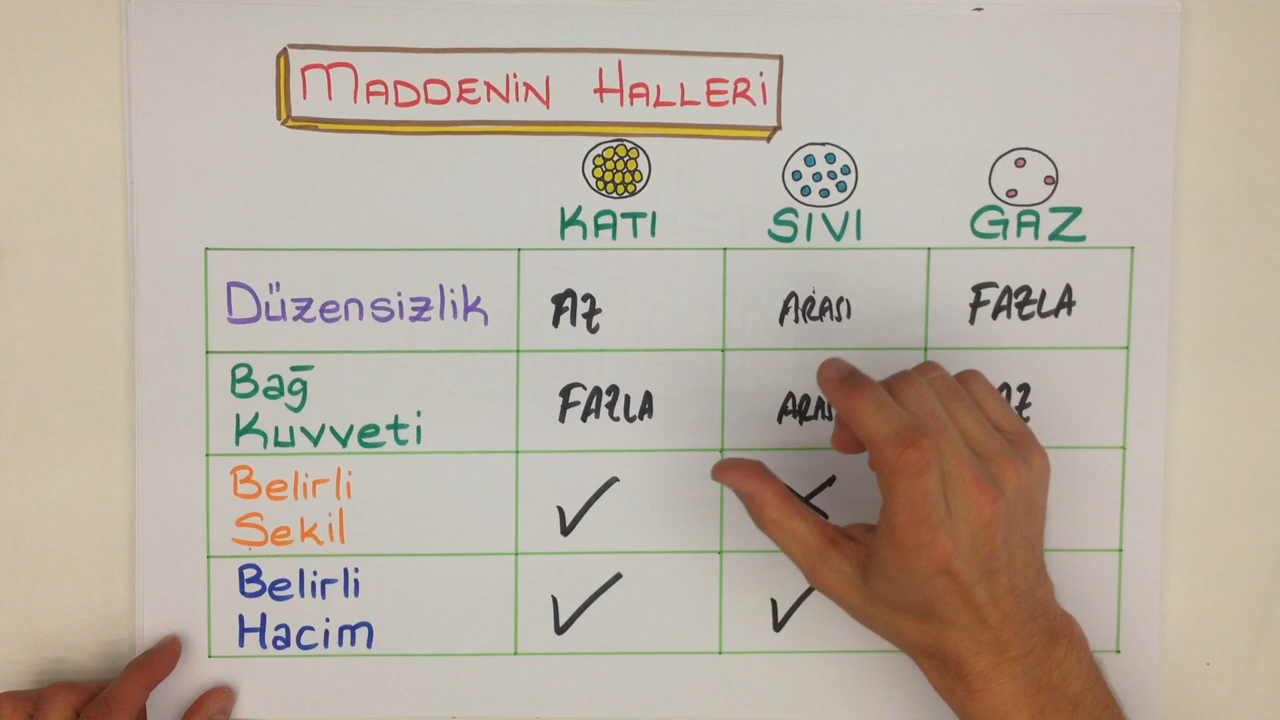 MADDENiN HALLERi
KATI SIVI GAZ
Düzensizlik AZ ARASI FAZLA
Bağ
Kuvveti FAZLA
Belirli
Şekil ✓
Belirli
Hacim ✓ ✓